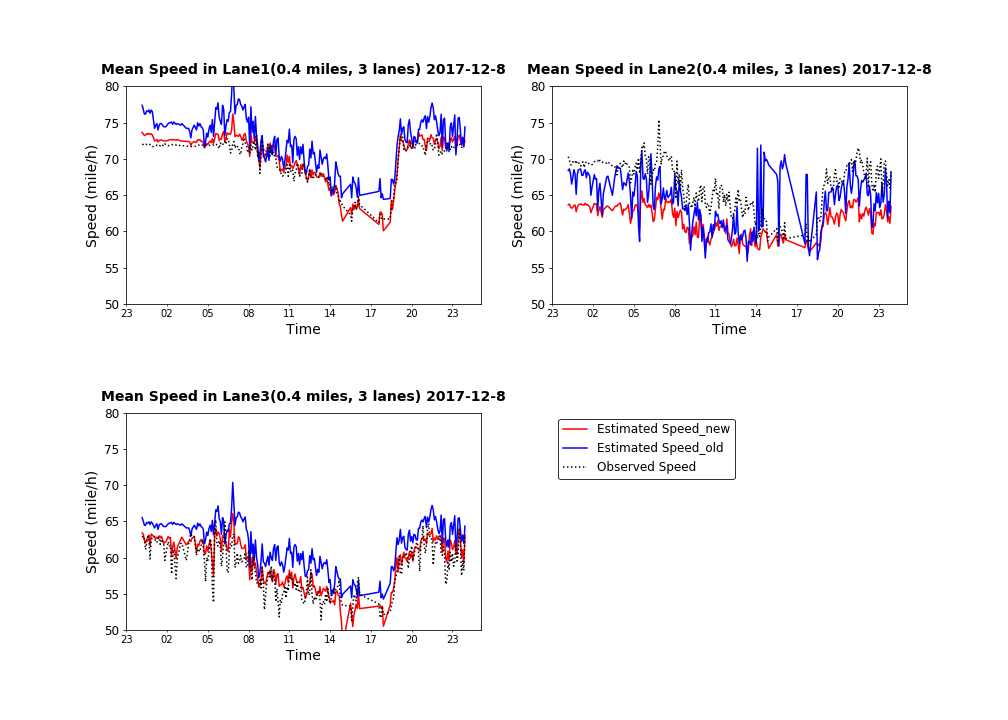 Mean Speed in Lane1(0.4 miles, 3 lanes) 2017-12-8
80
75
70
65
60
55
50
Speed (mile/h)
23 02 05 08 11 14 17 20 23
Time
Mean Speed in Lane2(0.4 miles, 3 lanes) 2017-12-8
80
75
70
65
60
55
50
Speed (mile/h)
23 02 05 08 11 14 17 20 23
Time
Mean Speed in Lane3(0.4 miles, 3 lanes) 2017-12-8
80
75
70
65
60
55
50
Speed (mile/h)
23 02 05 08 11 14 17 20 23
Time
Estimated Speed_new
Estimated Speed_old
Observed Speed